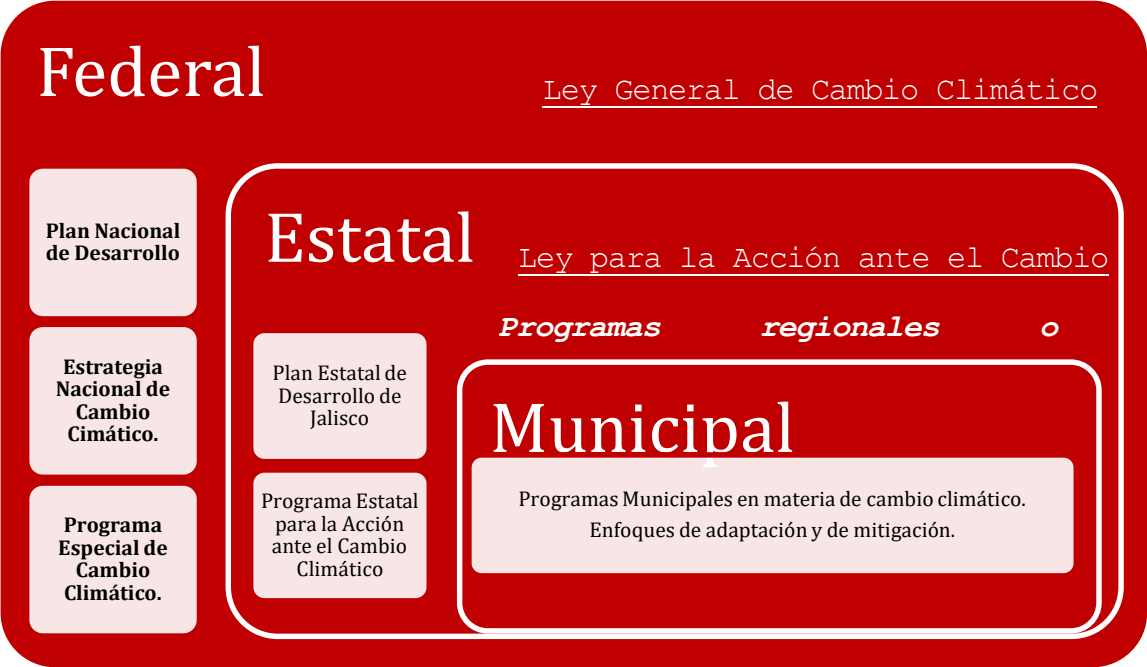 Federal
Ley General de Cambio Climático
Plan Nacional
de Desarrollo
Estrategia
Nacional de
Cambio
Cimático.
Programa
Especial de
Cambio
Climático.
Estatal
Ley para la Acción ante el Cambio
Programas regionales o
Plan Estatal de
Desarrollo de
Jalisco
Programa Estatal
para la Acción
ante el Cambio
Climático
Municipal
Programas Municipales en materia de cambio climático.
Enfoques de adaptación y de mitigación.